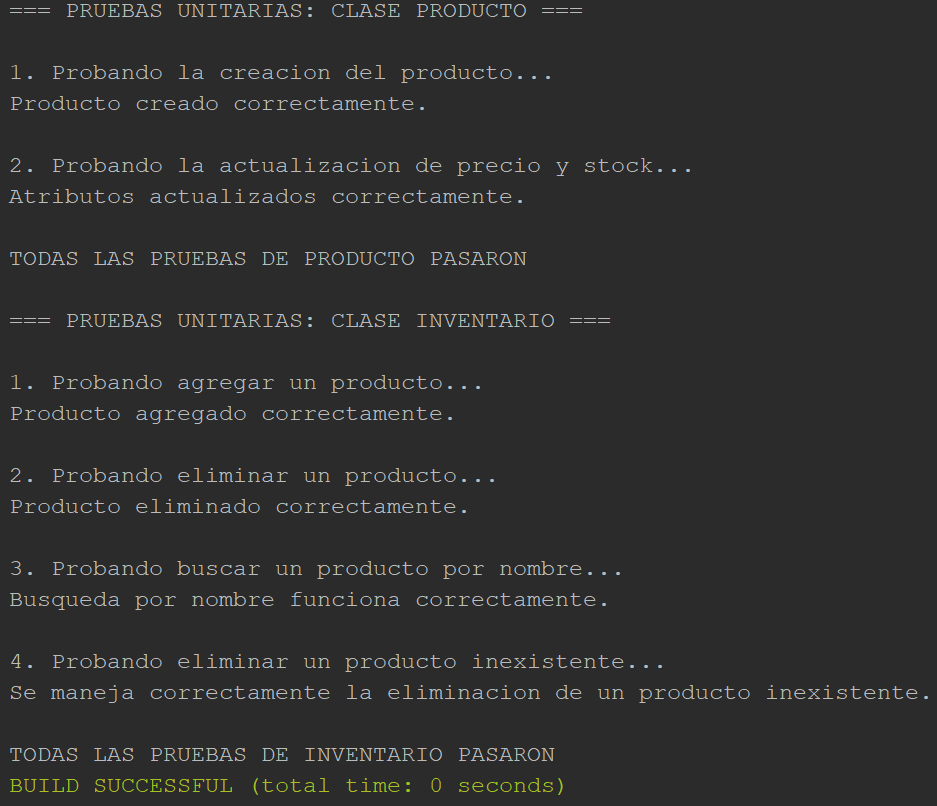 === PRUEBAS UNITARIAS: CLASE PRODUCTO ===
1. Probando la creacion del producto...
Producto creado correctamente.
2. Probando la actualizacion de precio y stock...
Atributos actualizados correctamente.
TODAS LAS PRUEBAS DE PRODUCTO PASARON
=== PRUEBAS UNITARIAS: CLASE INVENTARIO ===
1. Probando agregar un producto...
Producto agregado correctamente.
2. Probando eliminar un producto...
Producto eliminado correctamente.
3. Probando buscar un producto por nombre...
Busqueda por nombre funciona correctamente.
4. Probando eliminar un producto inexistente...
Se maneja correctamente la eliminacion de un producto inexistente.
TODAS LAS PRUEBAS DE INVENTARIO PASARON
BUILD SUCCESSFUL (total time: 0 seconds)